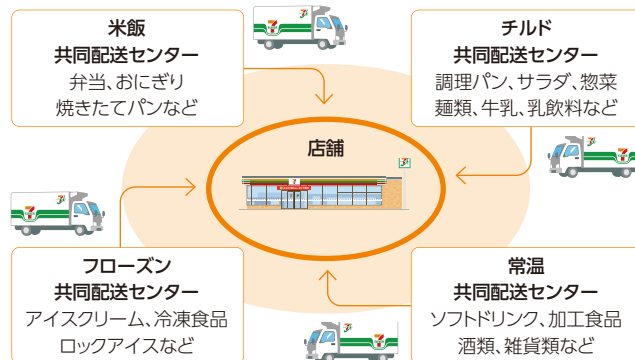 米飯
共同配送センター
弁当、おにぎり
焼きたてパンなど
チルド
共同配送センター
調理パン、サラダ、惣菜
麺類、牛乳、乳飲料など
店舗
フローズン
共同配送センター
アイスクリーム、冷凍食品
ロックアイスなど
常温
共同配送センター
ソフトドリンク、加工食品
酒類、雑貨類など